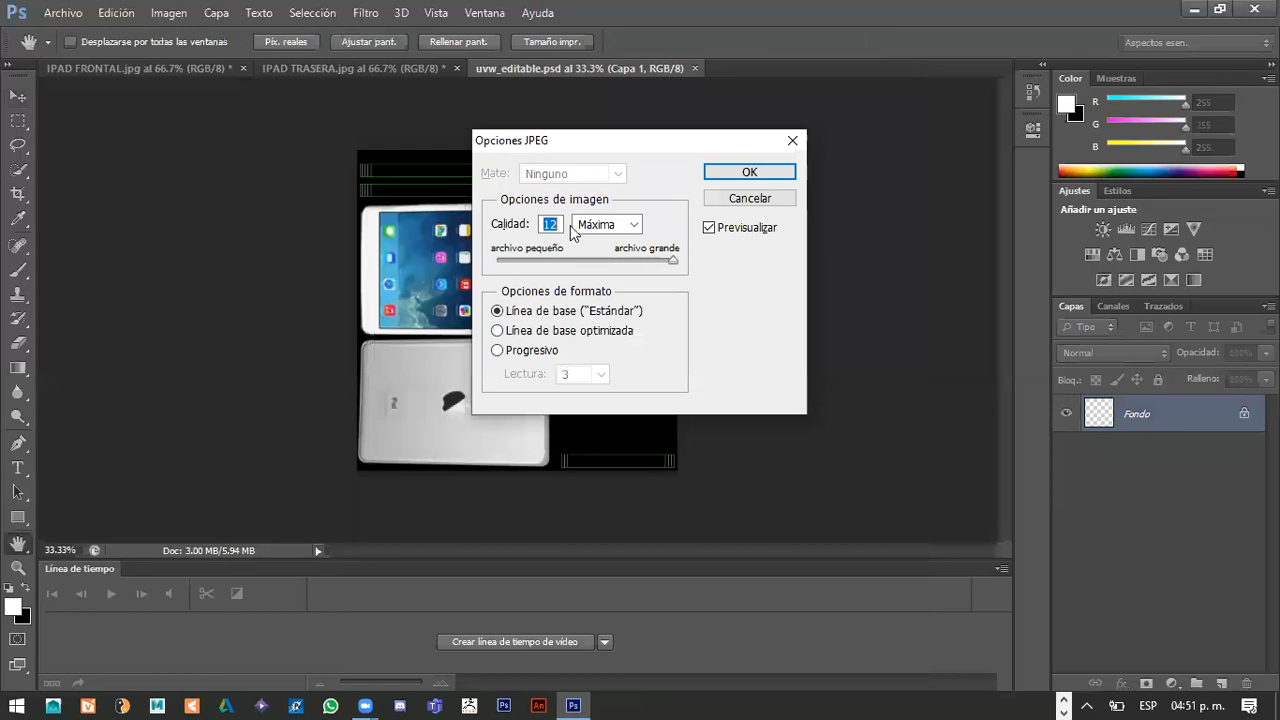 Ps Archivo Edición Imagen Capa Texto Selección Filtro 3D Vista Ventana Ayuda
Desplazarse por todas las ventanas Píx. reales Ajustar pant. Rellenar pant. Tamaño impr. Aspectos esen.
IPAD FRONTAL.jpg al 66.7% (RGB/8) * × IPAD TRASERA.jpg al 66.7% (RGB/8) * × uvw_editable.psd al 33.3% (Capa 1, RGB/8) ×
Color Muestras
R 255
G 255
B 255
Opciones JPEG
Mate: Ninguno
OK
Opciones de imagen
Cancelar
Calidad: 12 Máxima
Previsualizar
archivo pequeño archivo grande
Opciones de formato
Línea de base ("Estándar")
Línea de base optimizada
Progresivo
Lectura: 3
Ajustes Estilos
Añadir un ajuste
Capas Canales Trazados
Tipo
Normal Opacidad: 100%
Bloq.: Relleno: 100%
Fondo
33.33% Doc: 3.00 MB/5.94 MB
Línea de tiempo
Crear línea de tiempo de vídeo
fx
Ps An Ps
ESP 04:51 p. m.